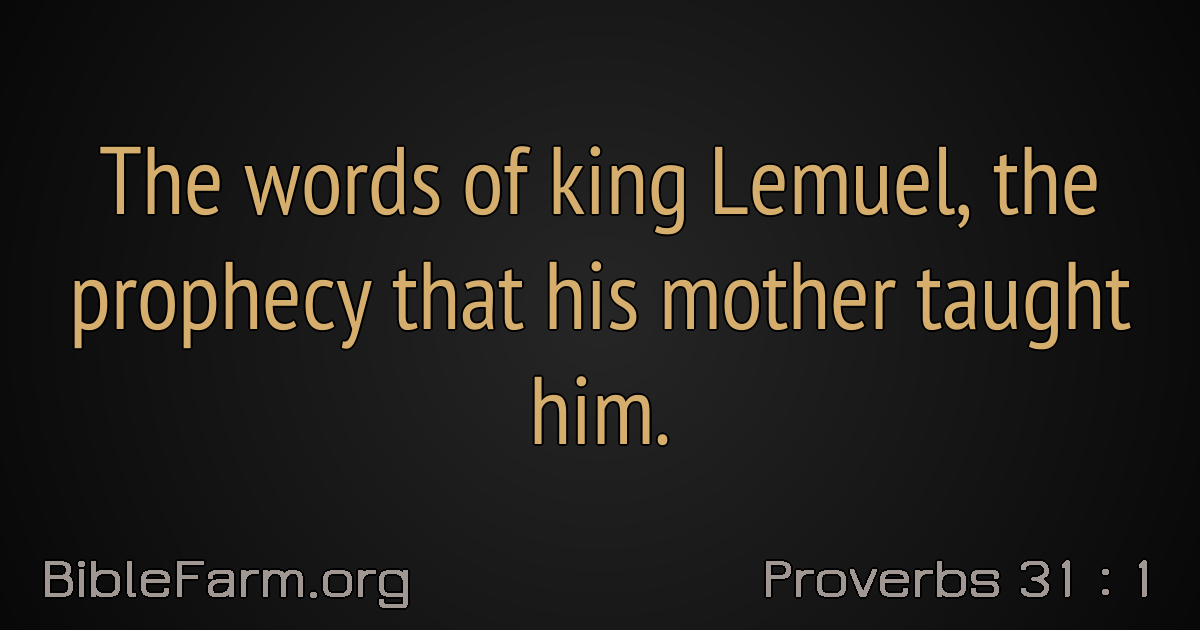 The words of king Lemuel, the
prophecy that his mother taught
him.
BibleFarm.org
Proverbs 31 : 1